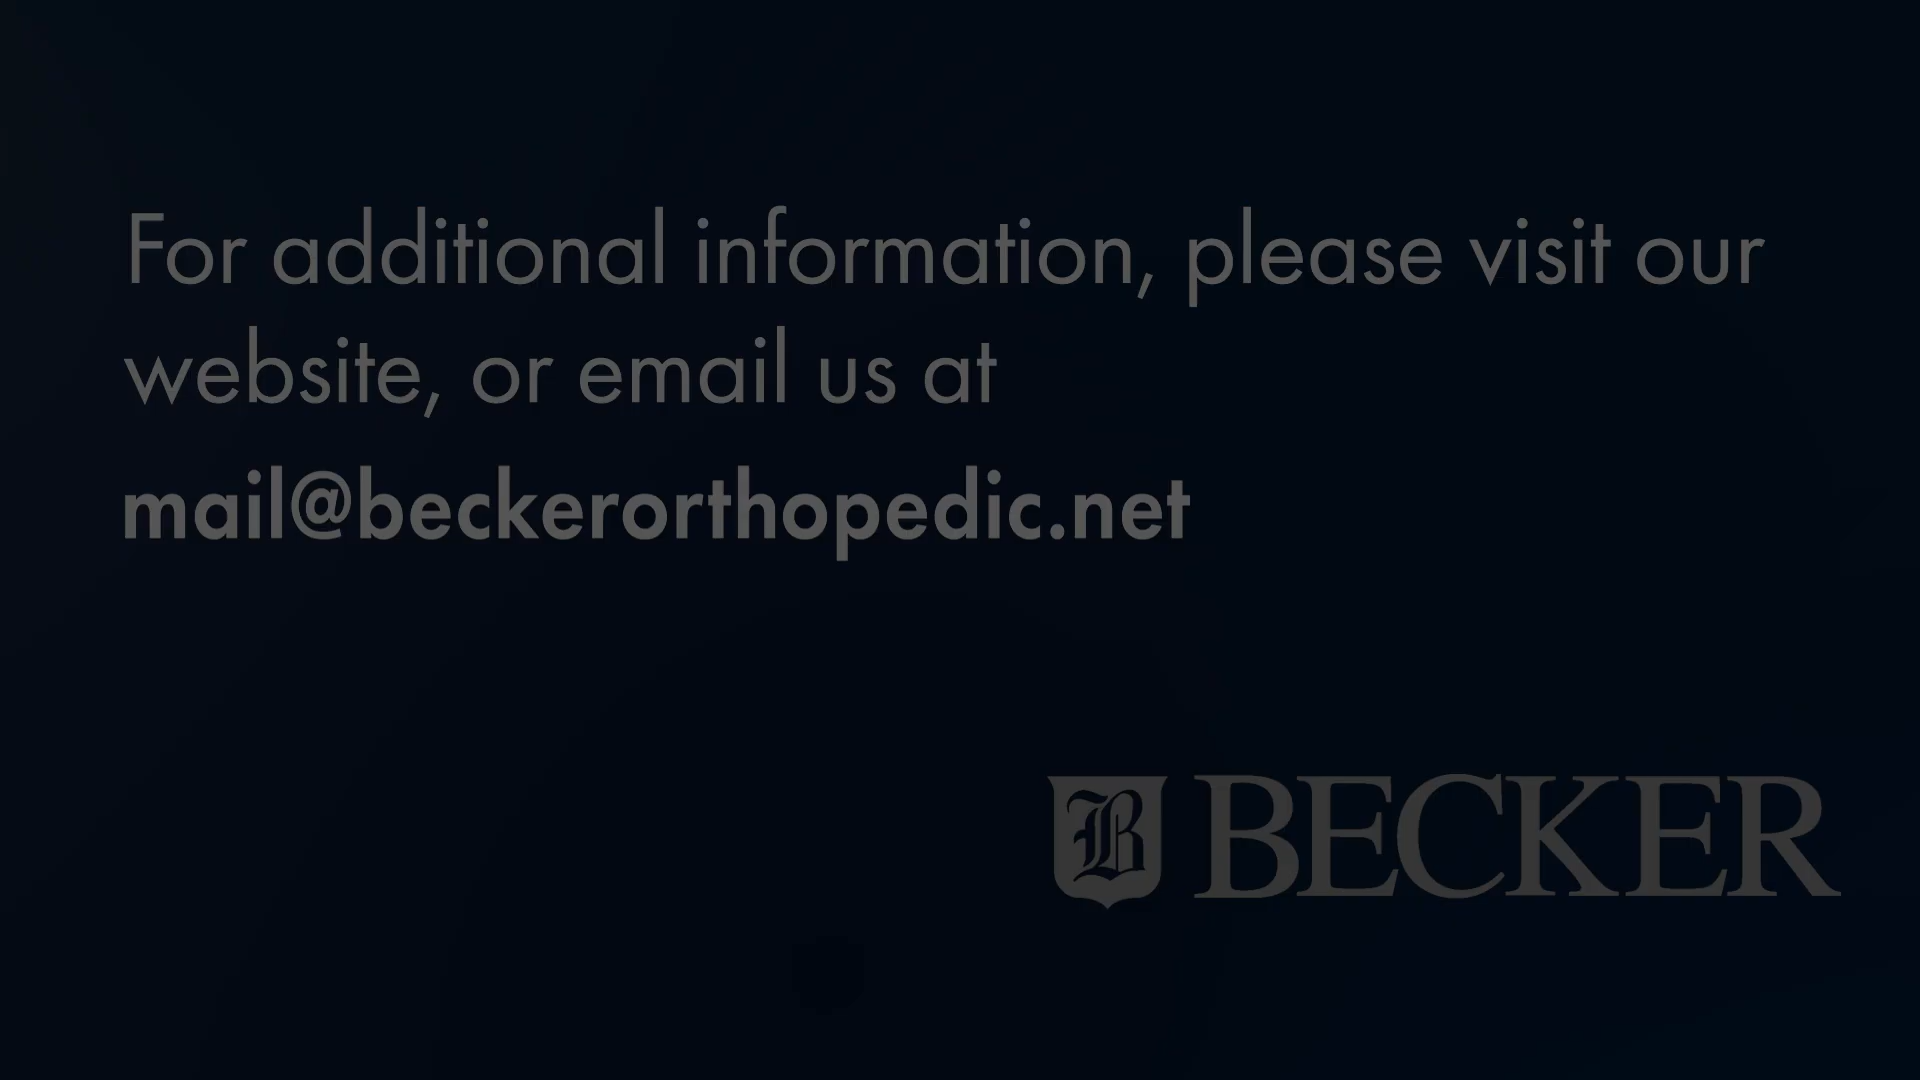 For additional information, please visit our
website, or email us at
mail@beckerorthopedic.net
B BECKER